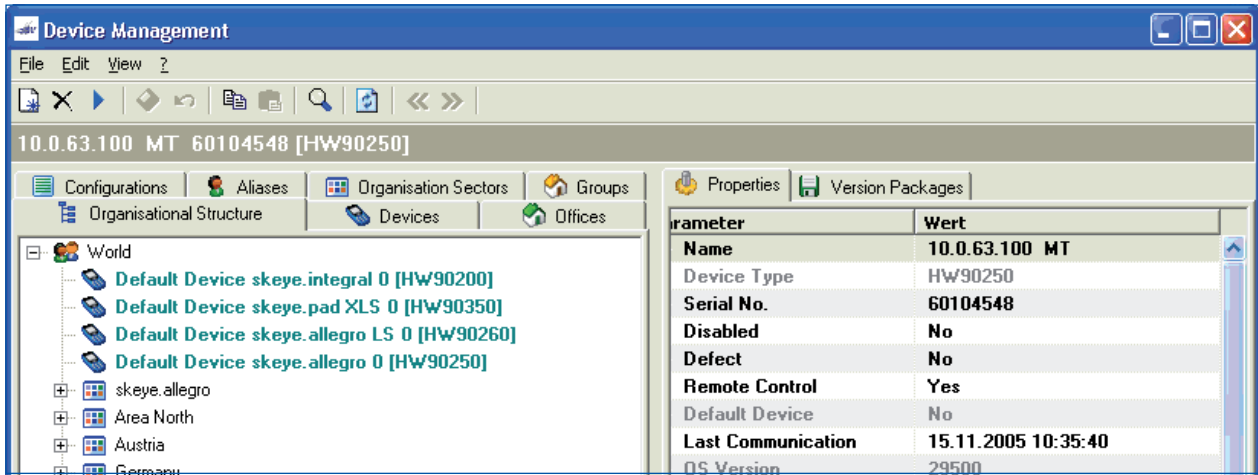 Device Management
File Edit View ?
10.0.63.100 MT 60104548 [HW90250]
Configurations Aliases Organisation Sectors Groups
Organisational Structure Devices Offices
World
Default Device skeye.integral 0 [HW90200]
Default Device skeye.pad XLS 0 [HW90350]
Default Device skeye.allegro LS 0 [HW90260]
Default Device skeye.allegro 0 [HW90250]
skeye.allegro
Area North
Austria
Germany
Properties Version Packages
rameter Wert
Name 10.0.63.100 MT
Device Type HW90250
Serial No. 60104548
Disabled No
Defect No
Remote Control Yes
Default Device No
Last Communication 15.11.2005 10:35:40
OS Version 29500